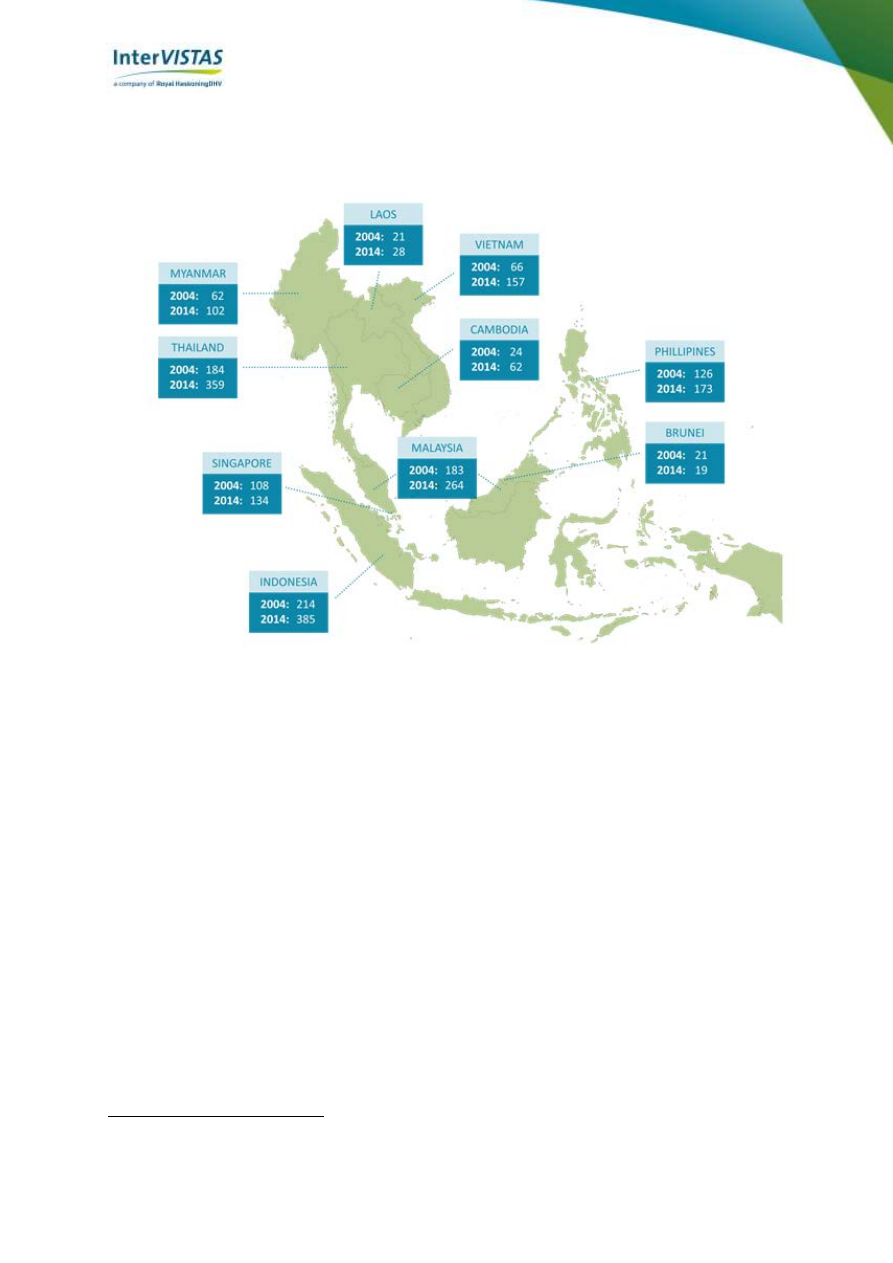 InterVISTAS
a company of Royal HaskoningDHV
LAOS
2004: 21
2014: 28
VIETNAM
2004: 66
2014: 157
MYANMAR
2004: 62
2014: 102
CAMBODIA
2004: 24
2014: 62
THAILAND
2004: 184
2014: 359
PHILLIPINES
2004: 126
2014: 173
BRUNEI
2004: 21
2014: 19
MALAYSIA
2004: 183
2014: 264
SINGAPORE
2004: 108
2014: 134
INDONESIA
2004: 214
2014: 385